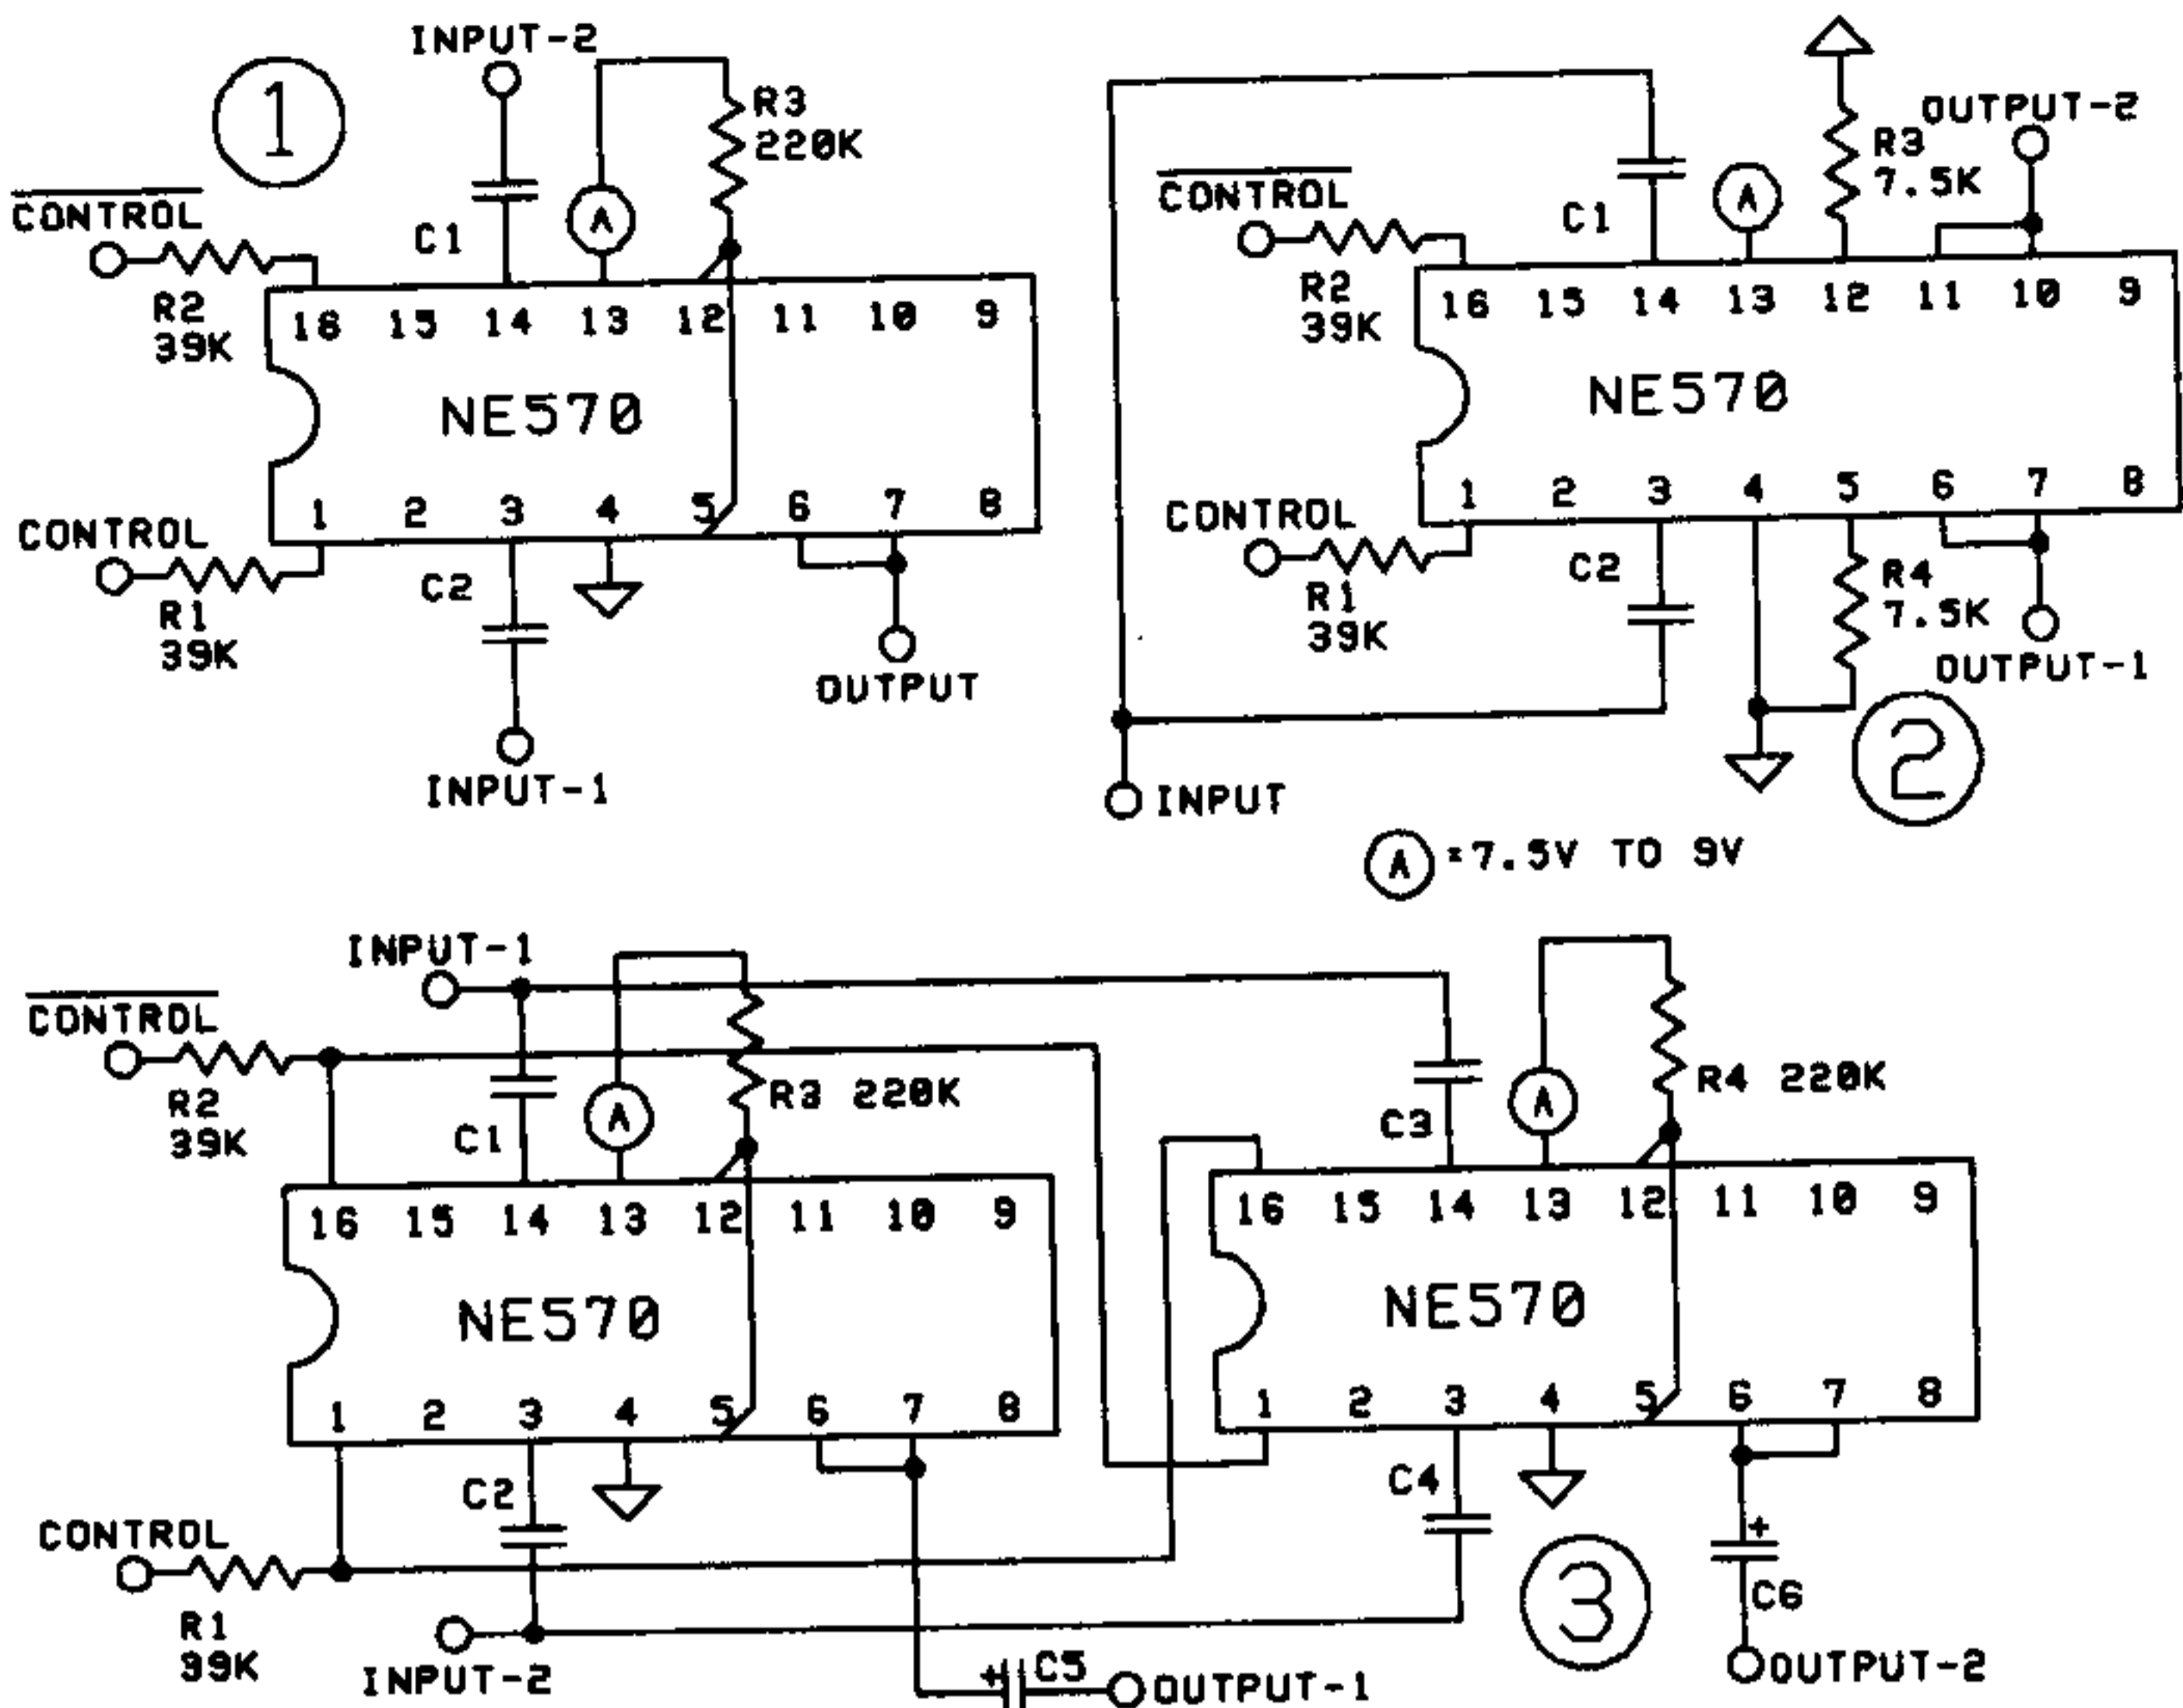 1
INPUT-2
R3
220K
CONTROL
A
C1
R2
39K
16 15 14 13 12 11 10 9
NE570
1 2 3 4 5 6 7 8
CONTROL
R1
39K
C2
OUTPUT
INPUT-1
OUTPUT-2
R3
7.5K
CONTROL
A
C1
R2
39K
16 15 14 13 12 11 10 9
NE570
1 2 3 4 5 6 7 8
CONTROL
R1
39K
C2
R4
7.5K
OUTPUT-1
2
INPUT
A =7.5V TO 9V
INPUT-1
CONTROL
R2
39K
C1
A
R3 220K
16 15 14 13 12 11 10 9
NE570
1 2 3 4 5 6 7 8
C2
CONTROL
R1
39K
INPUT-2
C5
OUTPUT-1
C3
A
R4 220K
16 15 14 13 12 11 10 9
NE570
1 2 3 4 5 6 7 8
C4
3
+
C6
OUTPUT-2
+